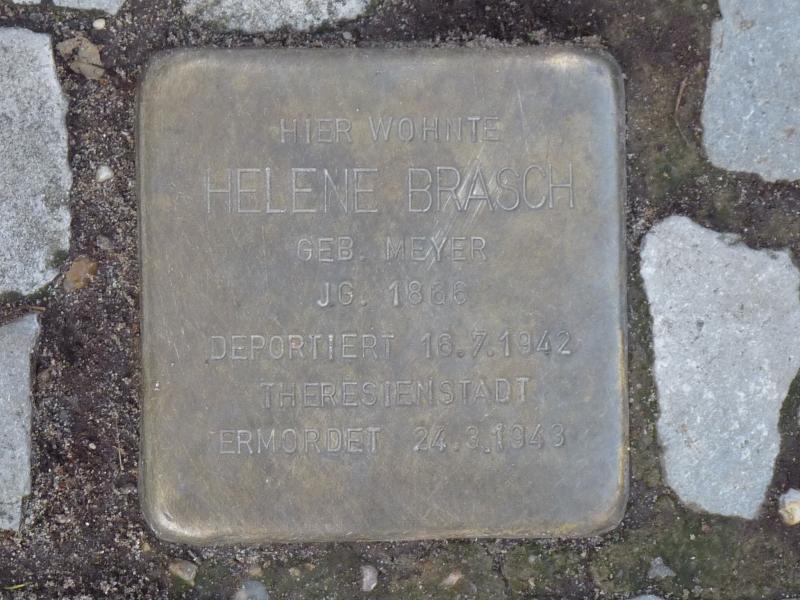 HIER WOHNTE
HELENE BRASCH
GEB. MEYER
JG. 1866
DEPORTIERT 16.7.1942
THERESIENSTADT
ERMORDET 24.3.1943